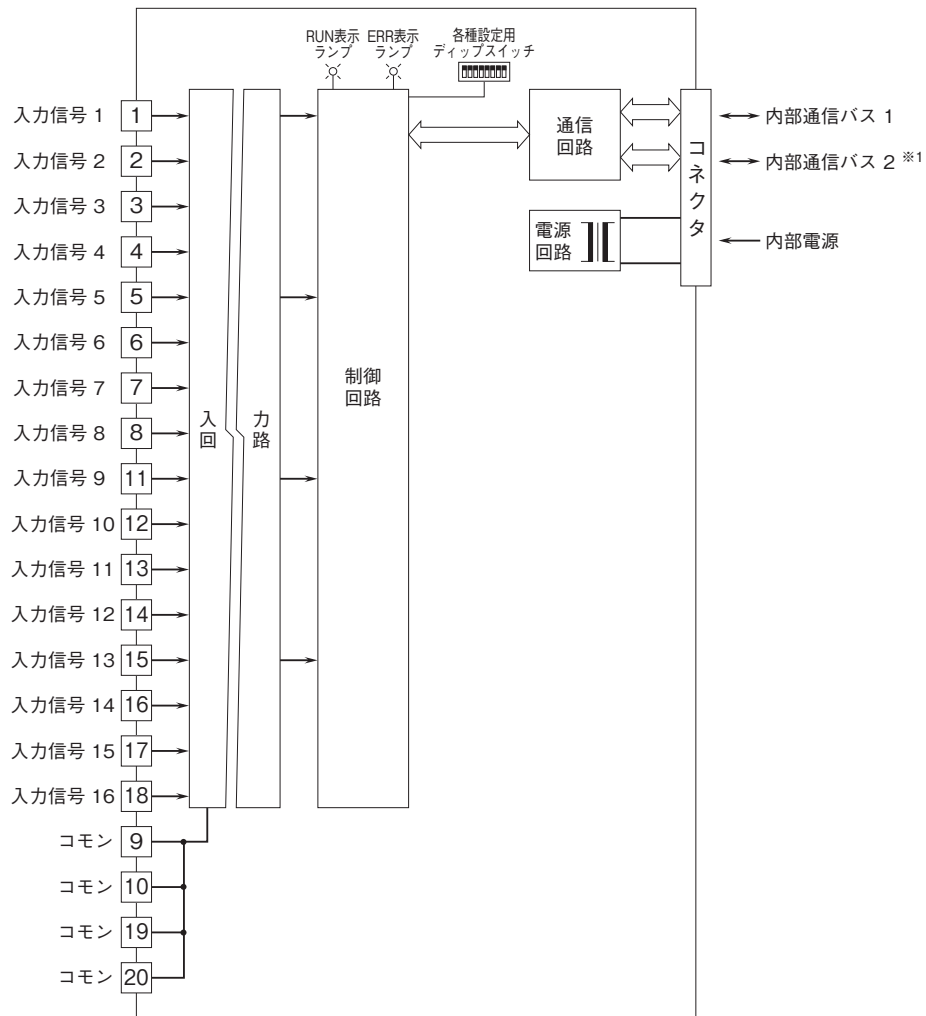 RUN表示
ランプ
ERR表示
ランプ
各種設定用
ディップスイッチ
入力信号 1
1
入力信号 2
2
入力信号 3
3
入力信号 4
4
入力信号 5
5
入力信号 6
6
入力信号 7
7
入力信号 8
8
入力信号 9
11
入力信号 10
12
入力信号 11
13
入力信号 12
14
入力信号 13
15
入力信号 14
16
入力信号 15
17
入力信号 16
18
コモン
9
コモン
10
コモン
19
コモン
20
入力
回路
制御
回路
通信
回路
電源
回路
コネクタ
内部通信バス 1
内部通信バス 2 ※1
内部電源